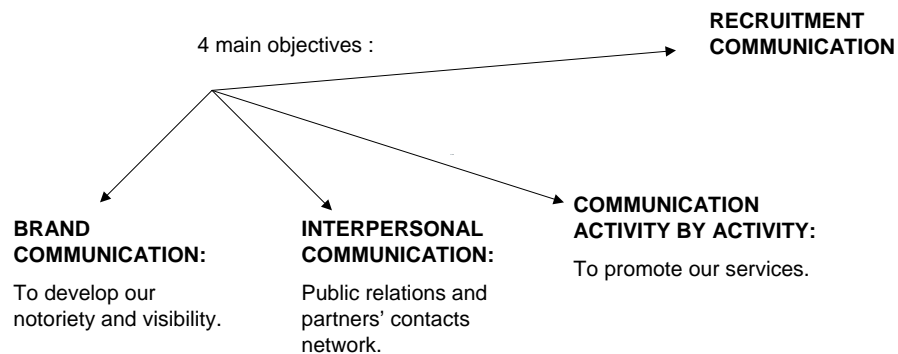 4 main objectives :
RECRUITMENT
COMMUNICATION
BRAND
COMMUNICATION:
To develop our
notoriety and visibility.
INTERPERSONAL
COMMUNICATION:
Public relations and
partners’ contacts
network.
COMMUNICATION
ACTIVITY BY ACTIVITY:
To promote our services.